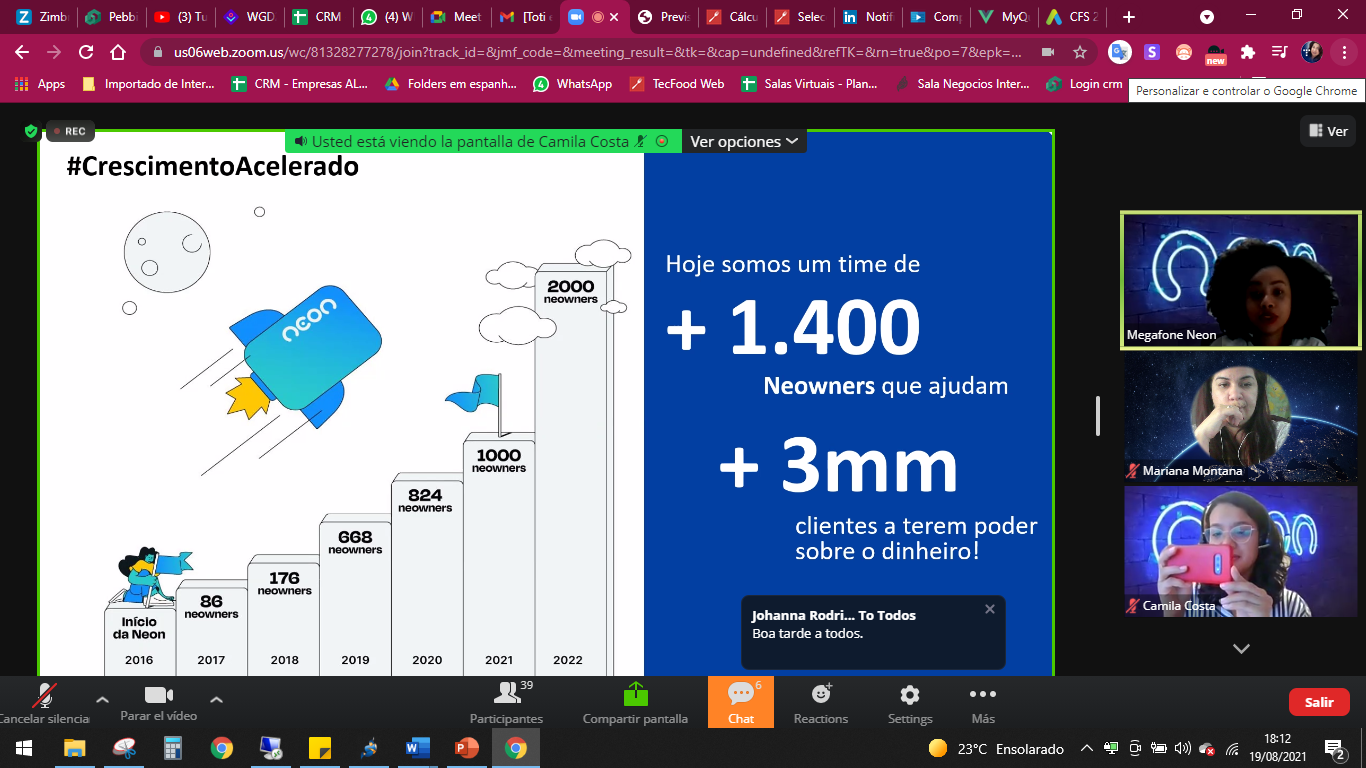 Zimb
Pebbl
(3) Tu
WGD.
CRM
(4) W
Meet
[Toti e
Previs
Cálcu
Selec
Notif
Comp
MyQu
CFS 2
us06web.zoom.us/wc/81328277278/join?track_id=&jmf_code=&meeting_result=&tk=&cap=undefined&refTK=&rn=true&po=7&epk=...
new
Apps
Importado de Inter...
CRM - Empresas AL...
Folders em espanh...
WhatsApp
TecFood Web
Salas Virtuais - Plan...
Sala Negocios Inter...
Login crm
Personalizar e controlar o Google Chrome
REC
Usted está viendo la pantalla de Camila Costa
Ver opciones
Ver
#CrescimentoAcelerado
neon
2000
neowners
1000
neowners
824
neowners
668
neowners
176
neowners
86
neowners
Início
da Neon
2016
2017
2018
2019
2020
2021
2022
Hoje somos um time de
+ 1.400
Neowners que ajudam
+ 3mm
clientes a terem poder
sobre o dinheiro!
Johanna Rodri... To Todos
Boa tarde a todos.
Megafone Neon
Mariana Montana
Camila Costa
Cancelar silencia
Parar el vídeo
39
Participantes
Compartir pantalla
6
Chat
Reactions
Settings
Más
Salir
23°C Ensolarado
18:12
19/08/2021
2